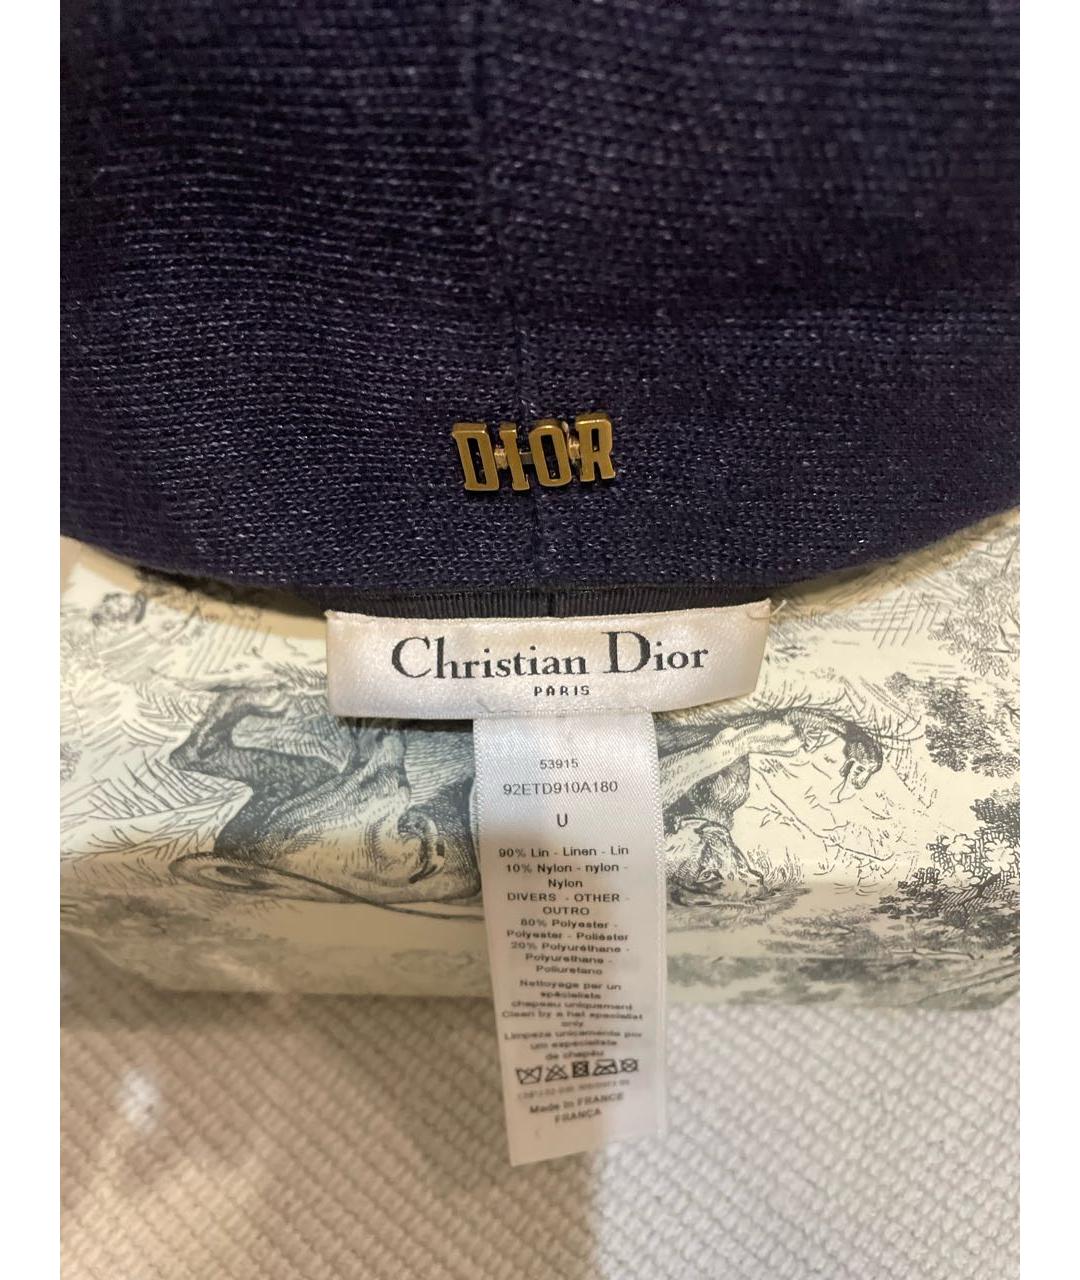 DIOR
Christian Dior
PARIS
53915
92ETD910A180
U
90% Lin - Linen - Lin
10% Nylon - nylon -
Nylon
DIVERS - OTHER -
OUTRO
80% Polyester -
Polyester - Poliéster
20% Polyuréthane -
Polyurethane -
Poliuretano
Nettoyage par un
spécialiste
chapeau uniquement
Clean by a hat specialist
only
Limpeza unicamente por
um especialista
de chapéu
Made in FRANCE
FRANÇA